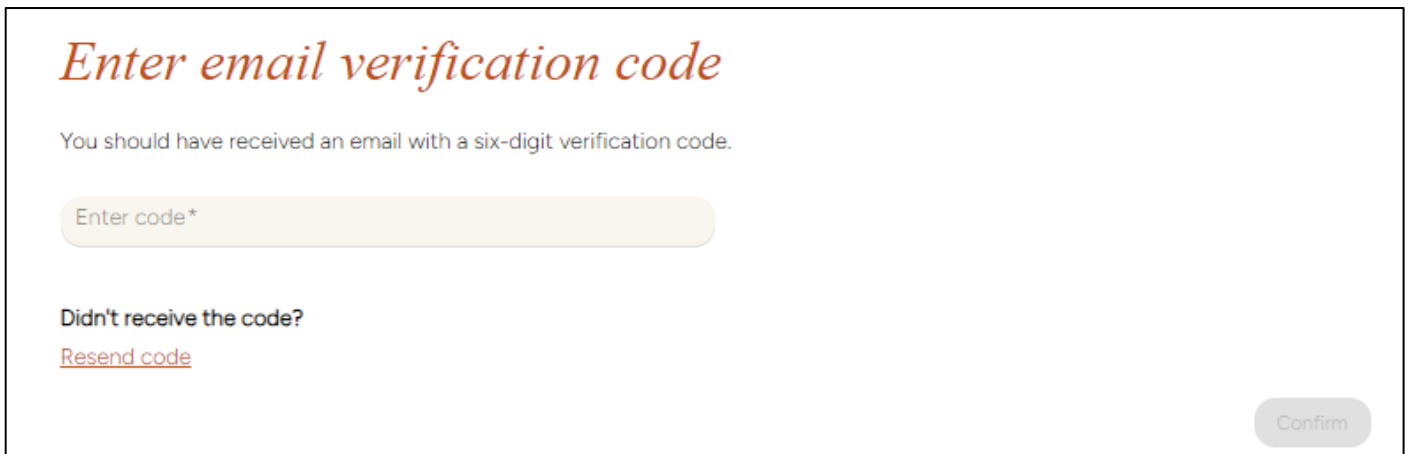 Enter email verification code
You should have received an email with a six-digit verification code.
Enter code*
Didn't receive the code?
Resend code
Confirm